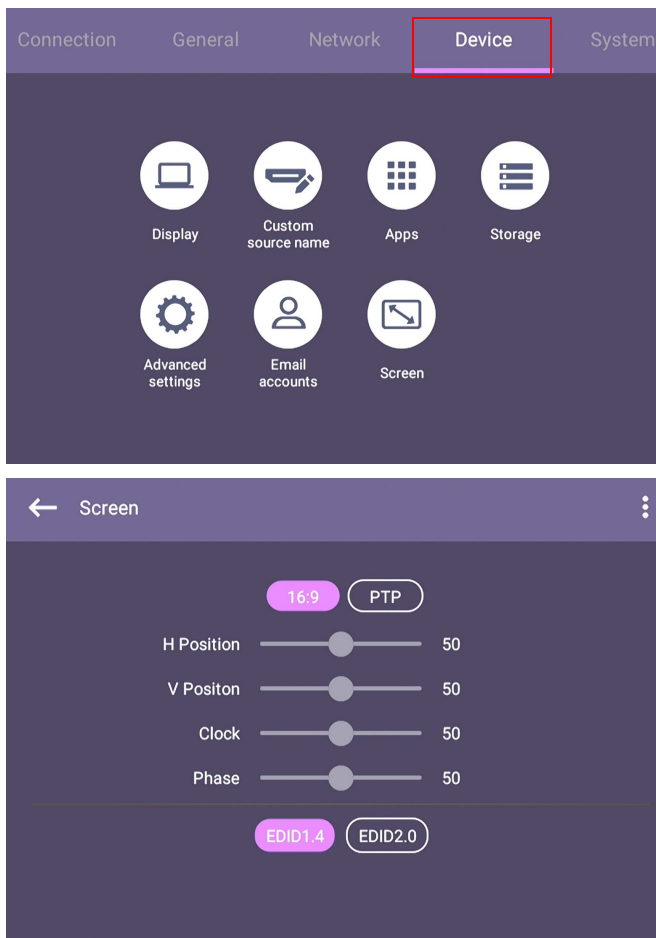 Connection General Network Device System
Display
Custom
source name
Apps
Storage
Advanced
settings
Email
accounts
Screen
Screen
16:9 PTP
H Position 50
V Positon 50
Clock 50
Phase 50
EDID1.4 EDID2.0